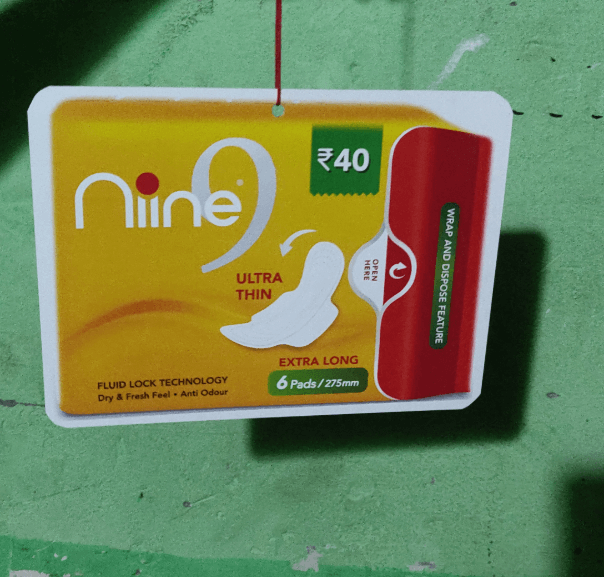 niine 9
₹40
ULTRA
THIN
OPEN
HERE
WRAP AND DISPOSE FEATURE
EXTRA LONG
6 Pads / 275mm
FLUID LOCK TECHNOLOGY
Dry & Fresh Feel • Anti Odour